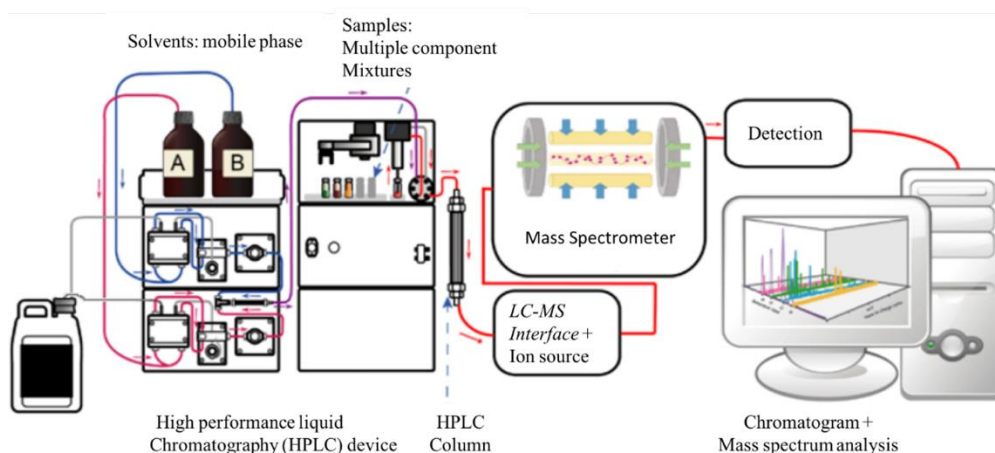 Solvents: mobile phase
Samples:
Multiple component
Mixtures
A
B
Mass Spectrometer
Detection
LC-MS
Interface +
Ion source
High performance liquid
Chromatography (HPLC) device
HPLC
Column
Chromatogram +
Mass spectrum analysis